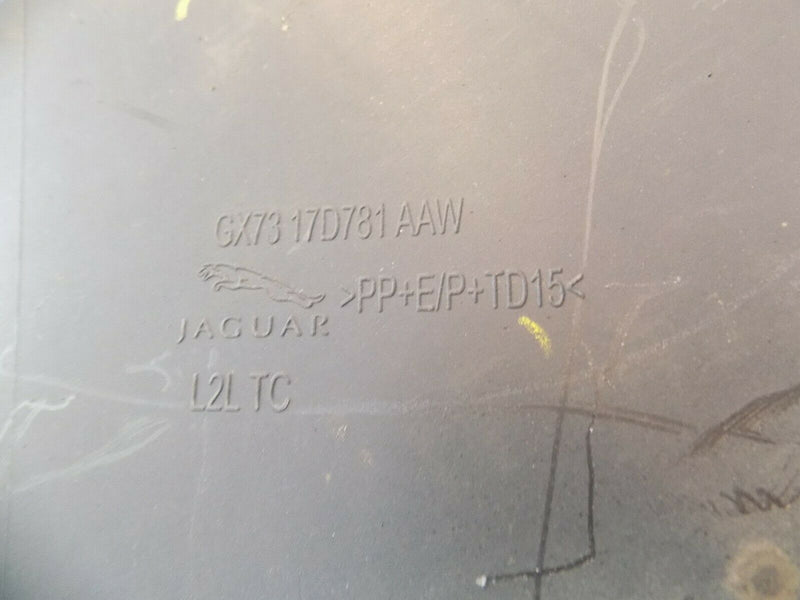 GX73 17D781 AAW
>PP+E/P+TD15<
JAGUAR
L2L TC